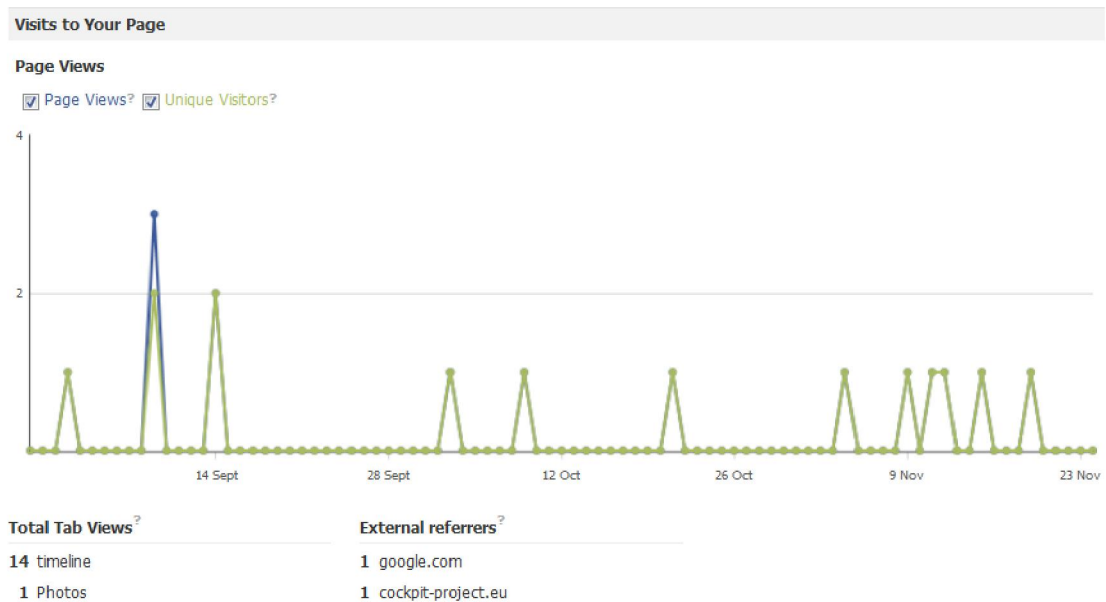 Visits to Your Page
Page Views
Page Views? Unique Visitors?
4
2
14 Sept 28 Sept 12 Oct 26 Oct 9 Nov 23 Nov
Total Tab Views? External referrers?
14 timeline 1 google.com
1 Photos 1 cockpit-project.eu